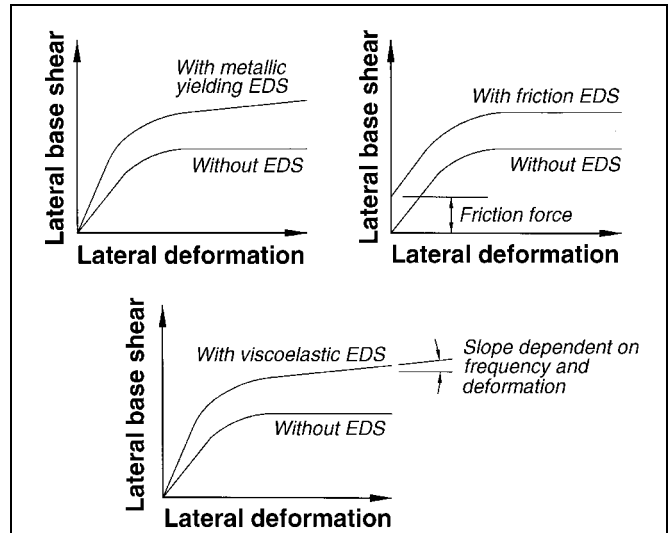 Lateral base shear
With metallic
yielding EDS
Without EDS
Lateral deformation
Lateral base shear
With friction EDS
Without EDS
Friction force
Lateral deformation
Lateral base shear
With viscoelastic EDS
Slope dependent on
frequency and
deformation
Without EDS
Lateral deformation